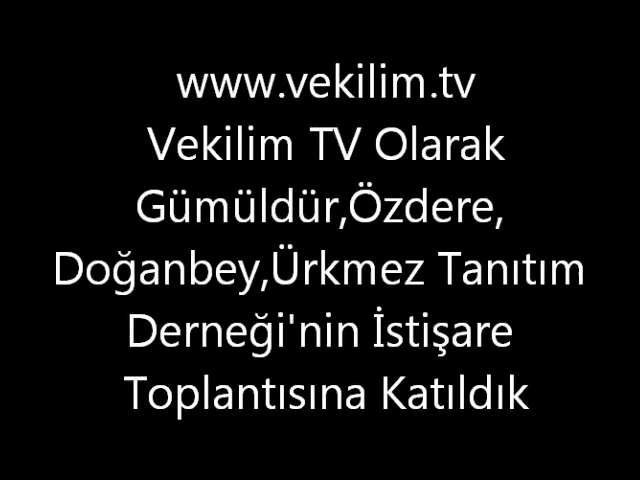 www.vekilim.tv
Vekilim TV Olarak
Gümüldür,Özdere,
Doğanbey,Ürkmez Tanıtım
Derneği'nin İstişare
Toplantısına Katıldık